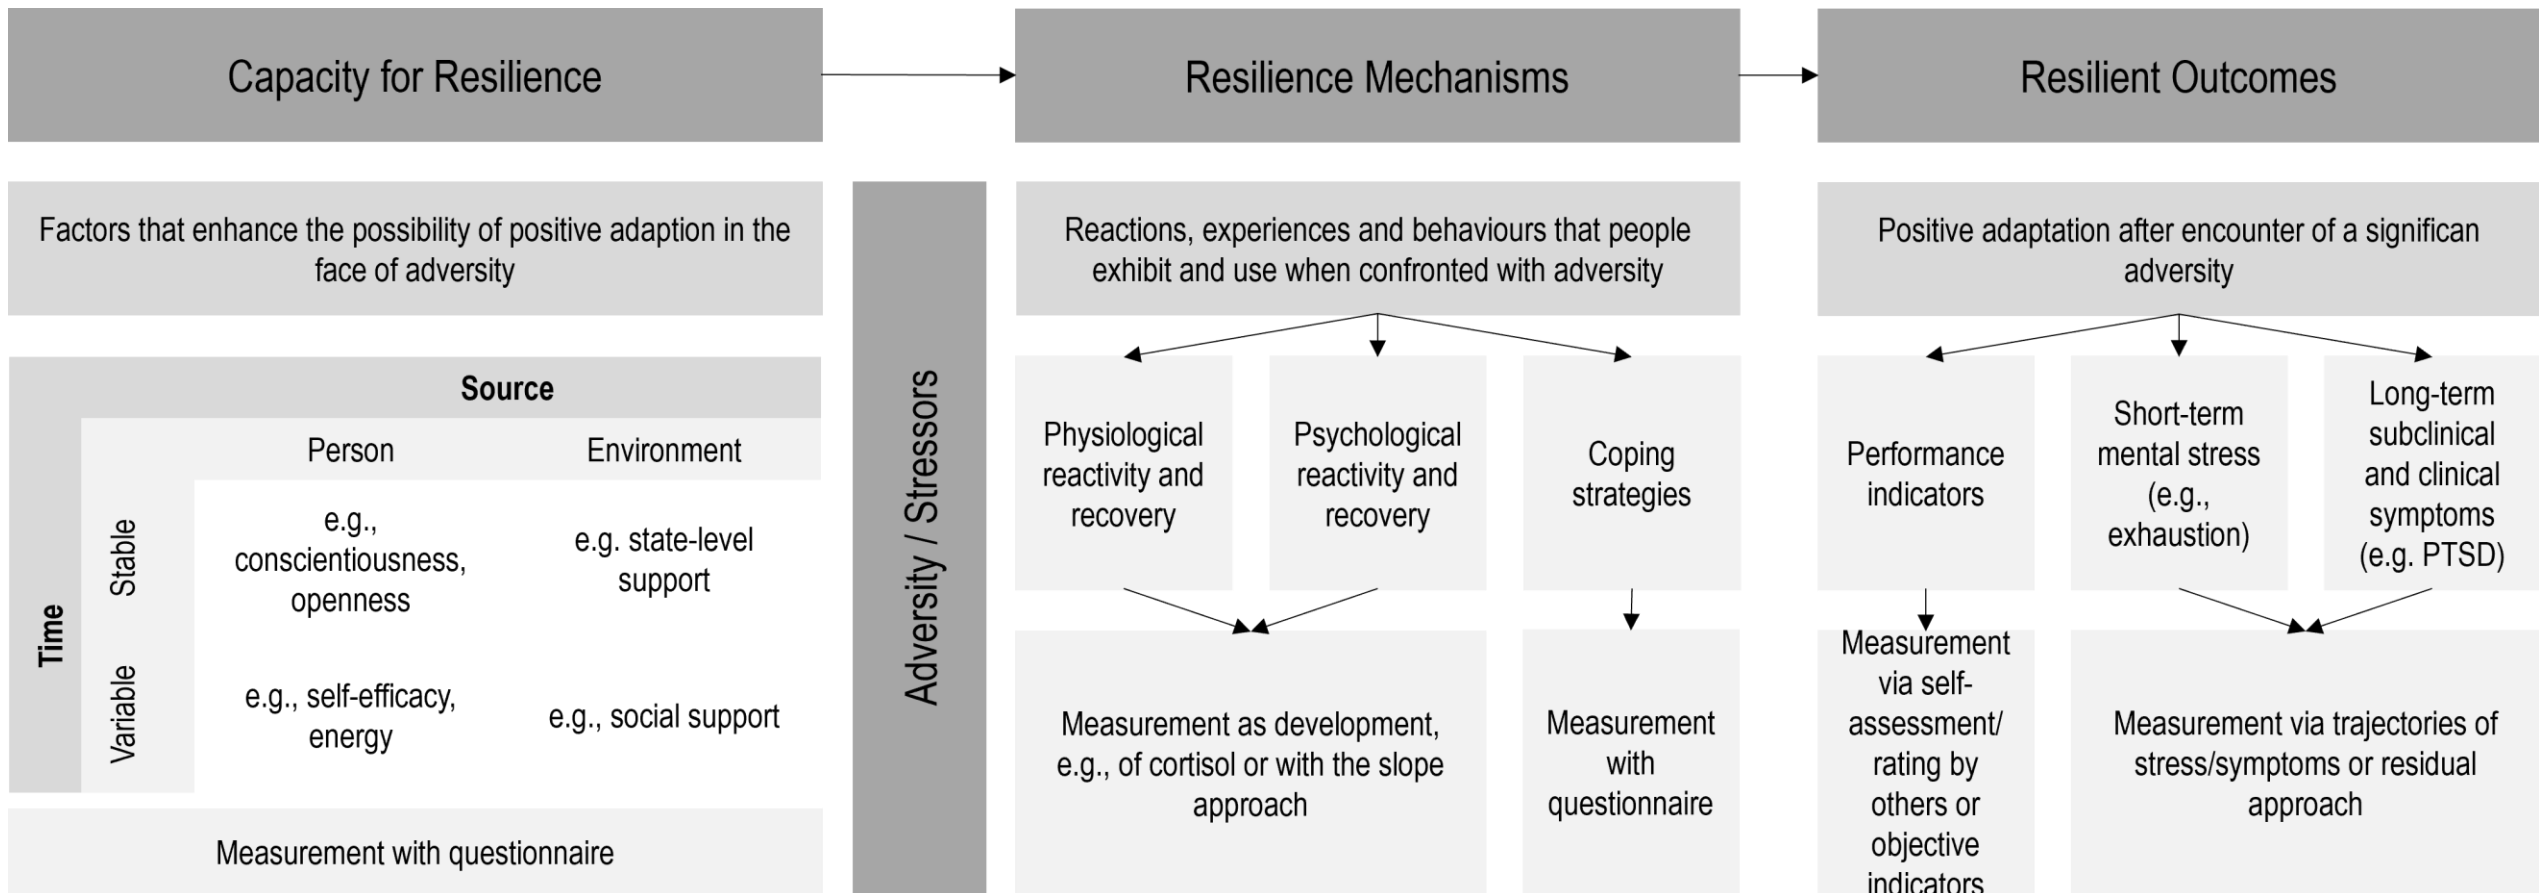 Capacity for Resilience
Resilience Mechanisms
Resilient Outcomes
Factors that enhance the possibility of positive adaption in the
face of adversity
Adversity / Stressors
Reactions, experiences and behaviours that people
exhibit and use when confronted with adversity
Positive adaptation after encounter of a significan
adversity
Source
Person
Environment
Time
Stable
e.g.,
conscientiousness,
openness
e.g. state-level
support
Variable
e.g., self-efficacy,
energy
e.g., social support
Measurement with questionnaire
Physiological
reactivity and
recovery
Psychological
reactivity and
recovery
Coping
strategies
Measurement as development,
e.g., of cortisol or with the slope
approach
Measurement
with
questionnaire
Performance
indicators
Short-term
mental stress
(e.g.,
exhaustion)
Long-term
subclinical
and clinical
symptoms
(e.g. PTSD)
Measurement
via self-
assessment/
rating by
others or
objective
indicators
Measurement via trajectories of
stress/symptoms or residual
approach